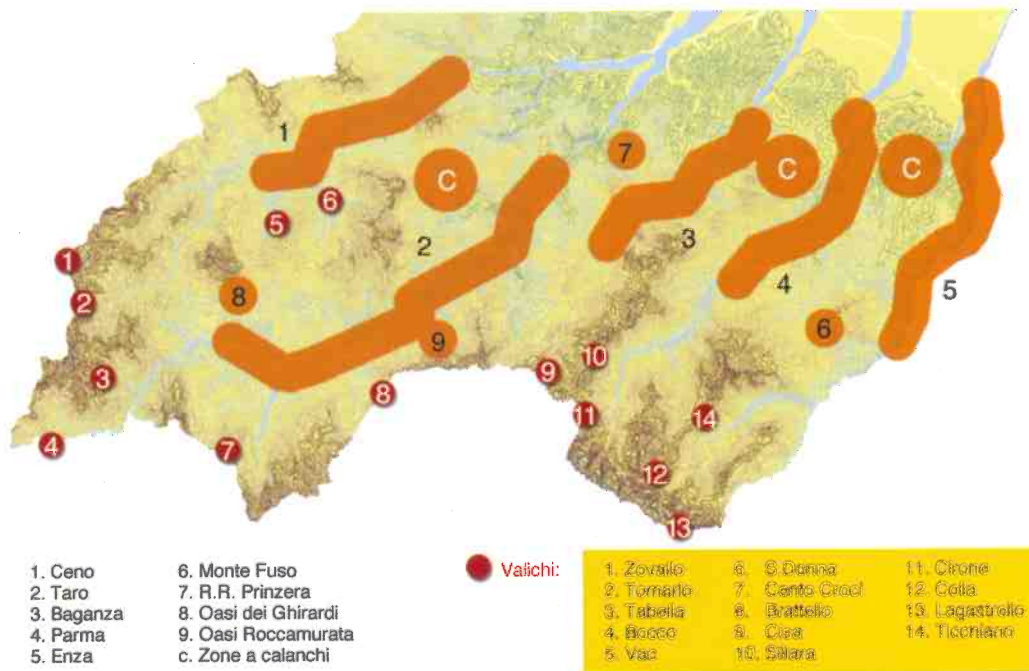 1
C
7
C
C
6
5
2
3
1
4
5
8
2
6
3
9
10
9
8
11
14
4
7
12
13
1. Ceno
2. Taro
3. Baganza
4. Parma
5. Enza
6. Monte Fuso
7. R.R. Prinzera
8. Oasi dei Ghirardi
9. Oasi Roccamurata
c. Zone a calanchi
Valichi:
1. Zovallo
2. Tomarlo
3. Tabella
4. Bocco
5. Vac
6. S.Donna
7. Cento Croci
8. Brattello
9. Cisa
10. Sillara
11. Cirone
12. Colla
13. Lagastrello
14. Ticchiano